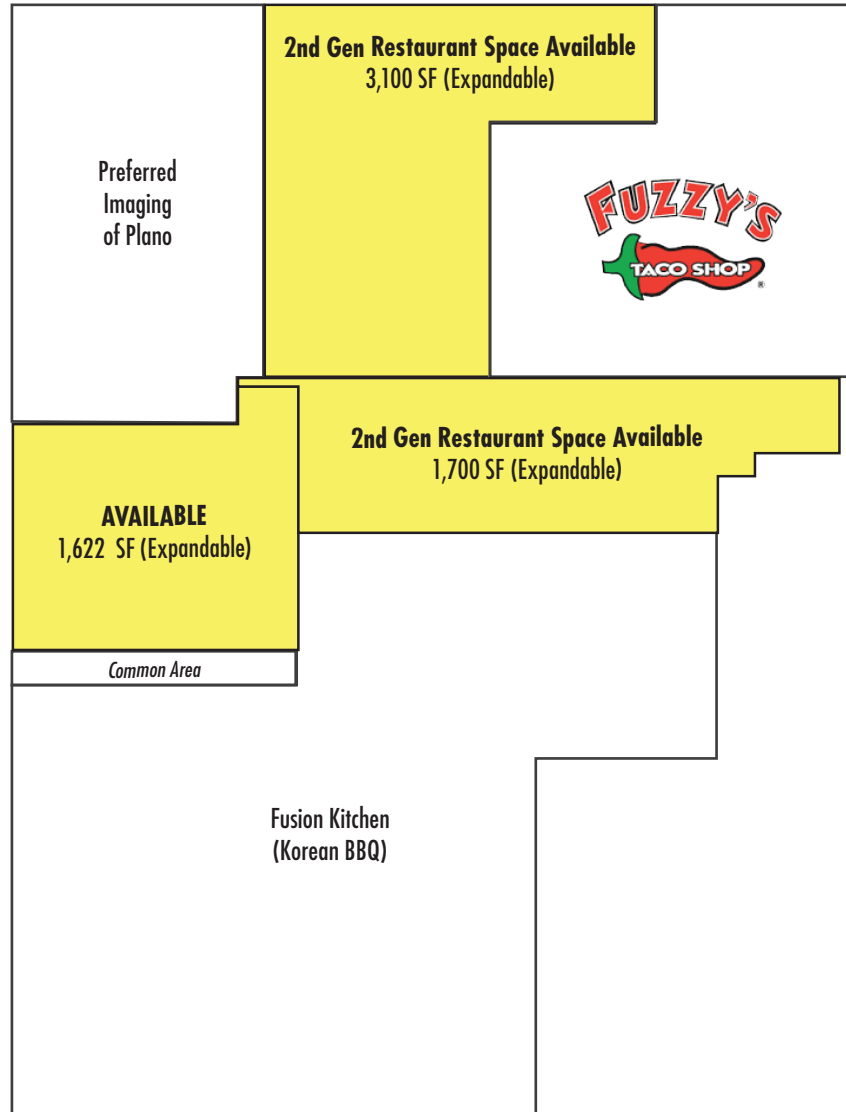 2nd Gen Restaurant Space Available
3,100 SF (Expandable)
Preferred
Imaging
of Plano
FUZZY'S
TACO SHOP
®
2nd Gen Restaurant Space Available
1,700 SF (Expandable)
AVAILABLE
1,622 SF (Expandable)
Common Area
Fusion Kitchen
(Korean BBQ)